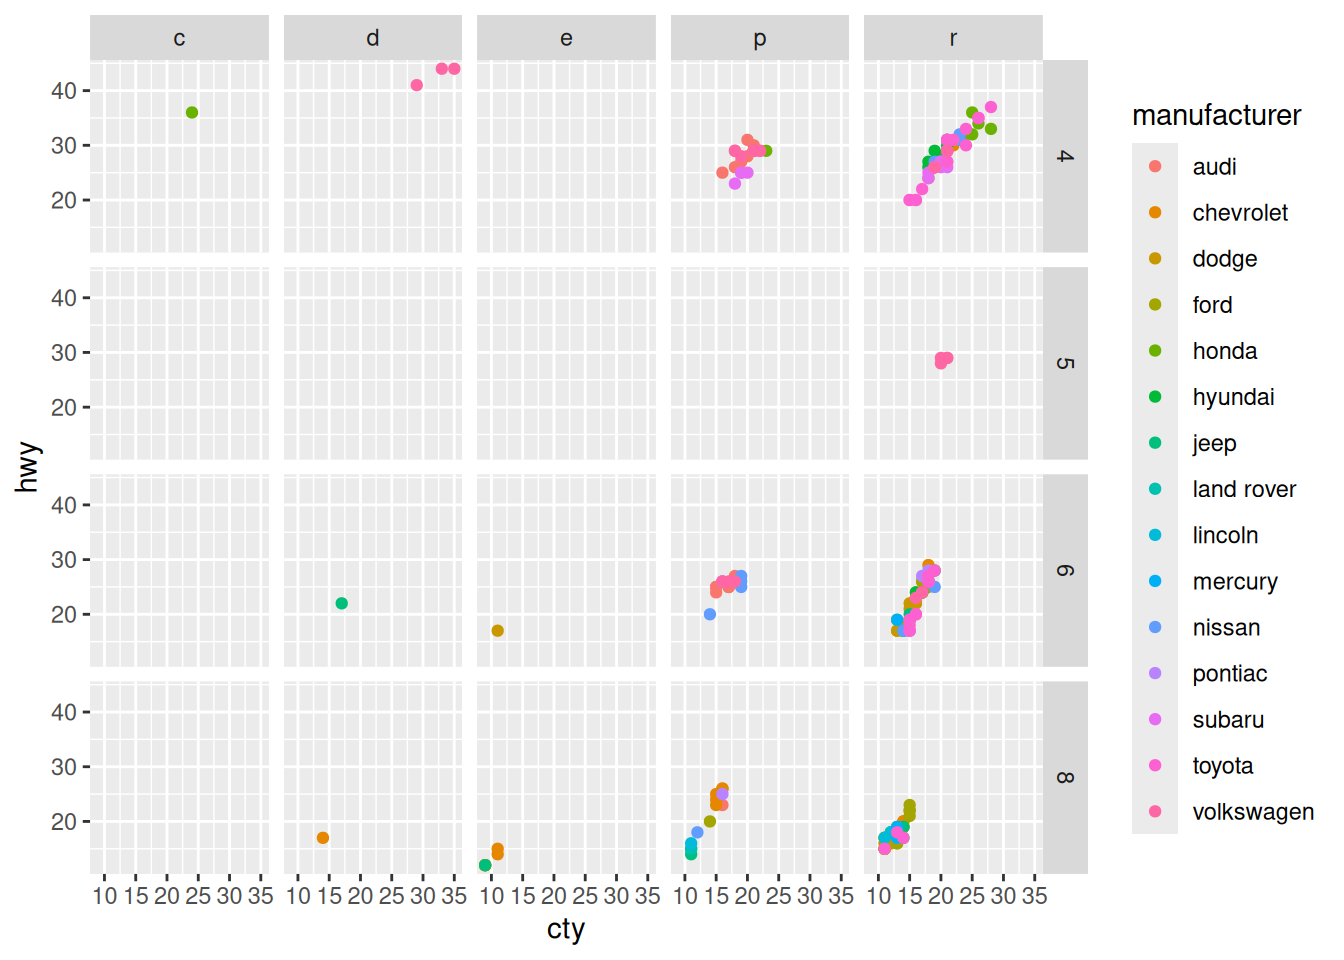 c d e p r
manufacturer
40
30
20
4
audi
chevrolet
dodge
ford
honda
hyundai
jeep
land rover
lincoln
mercury
nissan
pontiac
subaru
toyota
volkswagen
40
30
20
5
hwy
40
30
20
6
40
30
20
8
10 15 20 25 30 35 10 15 20 25 30 35 10 15 20 25 30 35 10 15 20 25 30 35 10 15 20 25 30 35
cty